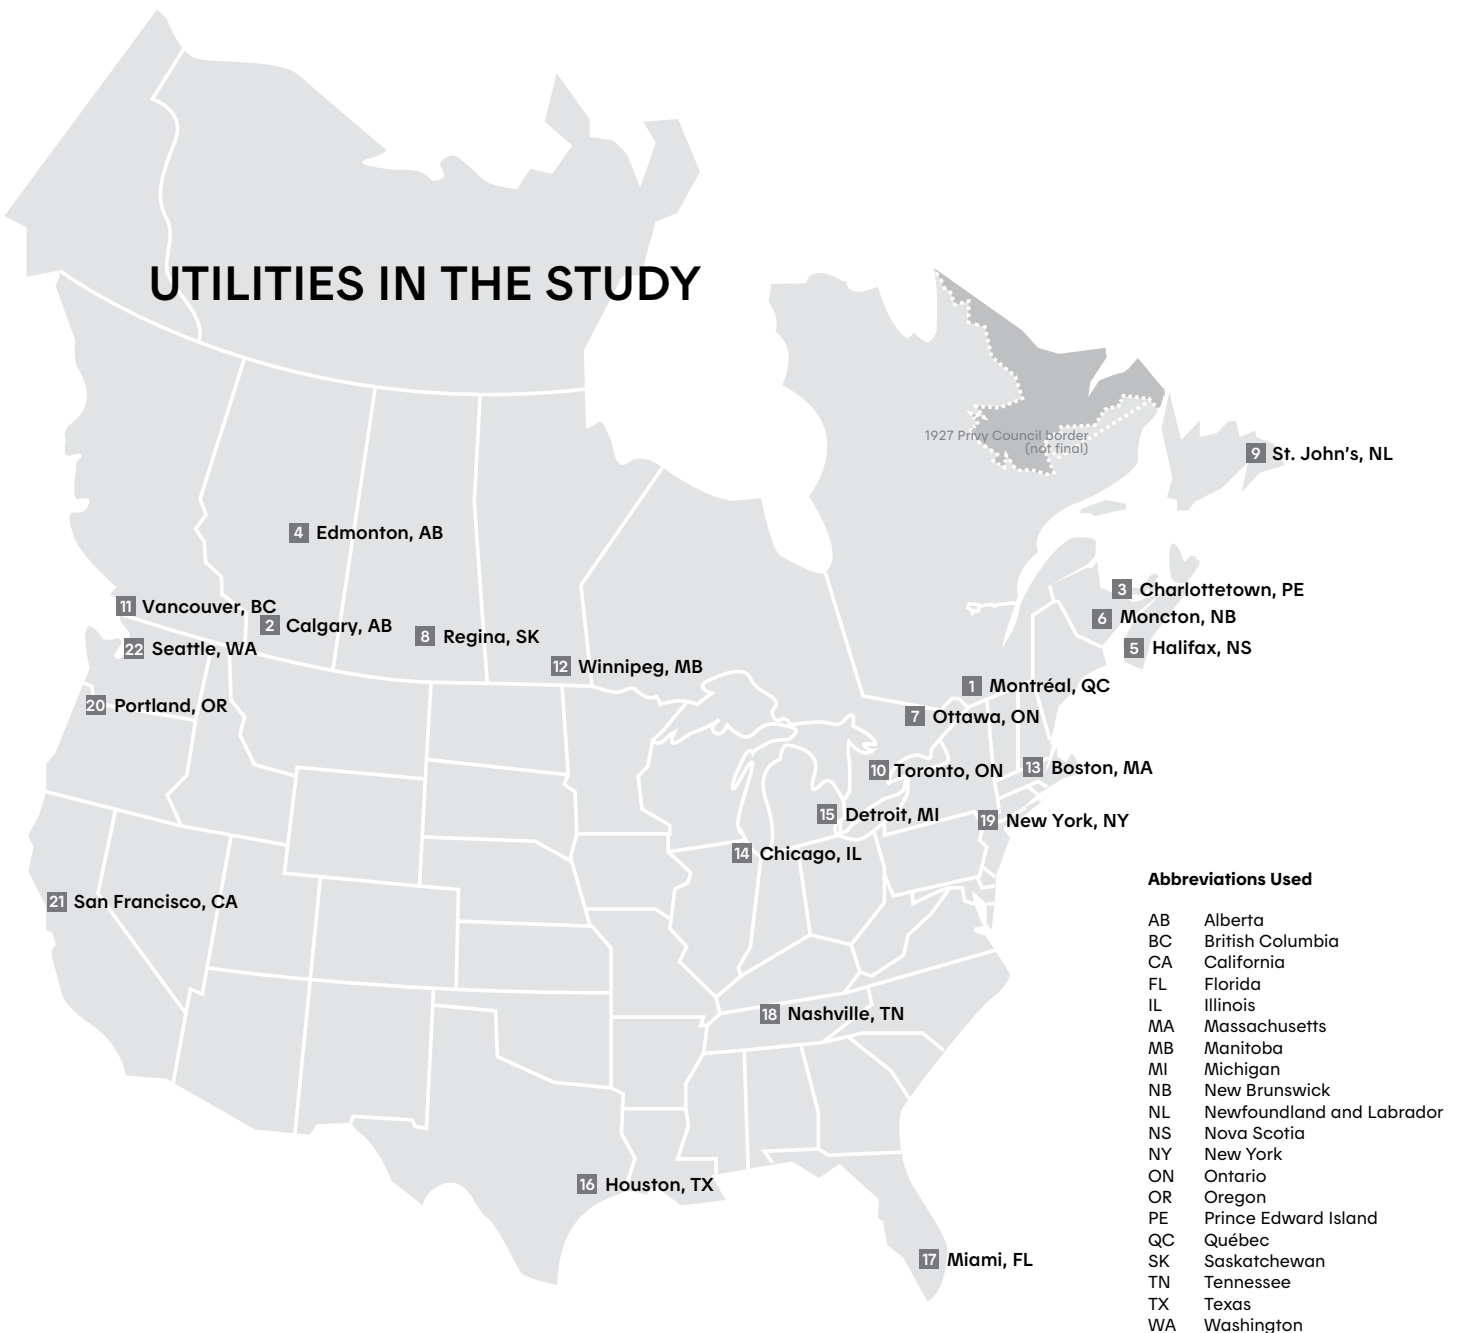 UTILITIES IN THE STUDY
1927 Privy Council border
(not final)
9 St. John’s, NL
4 Edmonton, AB
3 Charlottetown, PE
11 Vancouver, BC
6 Moncton, NB
2 Calgary, AB
8 Regina, SK
22 Seattle, WA
5 Halifax, NS
12 Winnipeg, MB
1 Montréal, QC
20 Portland, OR
7 Ottawa, ON
10 Toronto, ON
13 Boston, MA
15 Detroit, MI
19 New York, NY
14 Chicago, IL
21 San Francisco, CA
18 Nashville, TN
16 Houston, TX
17 Miami, FL
Abbreviations Used
AB Alberta
BC British Columbia
CA California
FL Florida
IL Illinois
MA Massachusetts
MB Manitoba
MI Michigan
NB New Brunswick
NL Newfoundland and Labrador
NS Nova Scotia
NY New York
ON Ontario
OR Oregon
PE Prince Edward Island
QC Québec
SK Saskatchewan
TN Tennessee
TX Texas
WA Washington